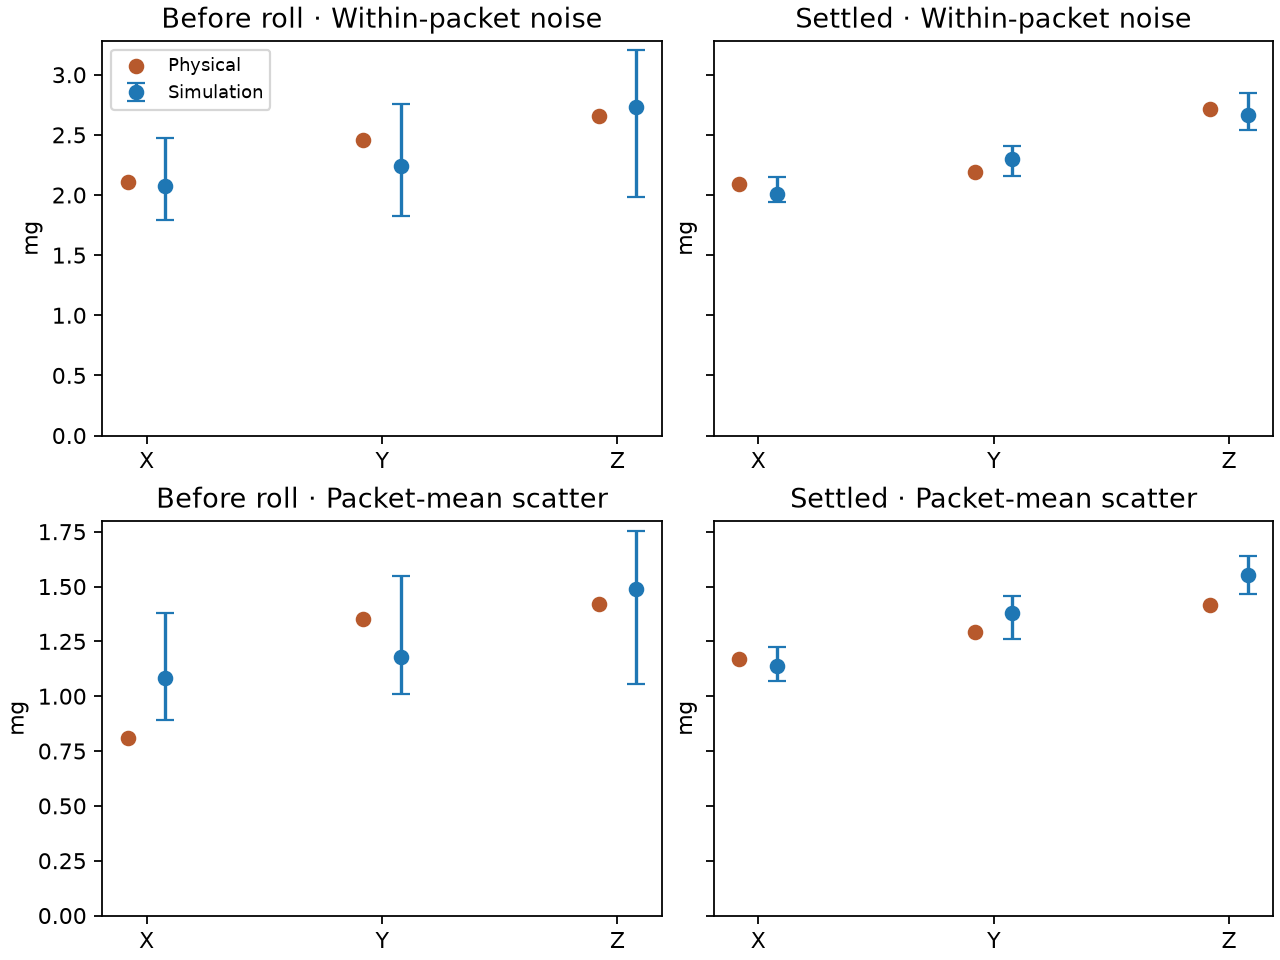 Before roll · Within-packet noise
Settled · Within-packet noise
Physical
Simulation
3.0
2.5
2.0
1.5
1.0
0.5
0.0
mg
mg
X
Y
Z
X
Y
Z
Before roll · Packet-mean scatter
Settled · Packet-mean scatter
1.75
1.50
1.25
1.00
0.75
0.50
0.25
0.00
mg
mg
X
Y
Z
X
Y
Z